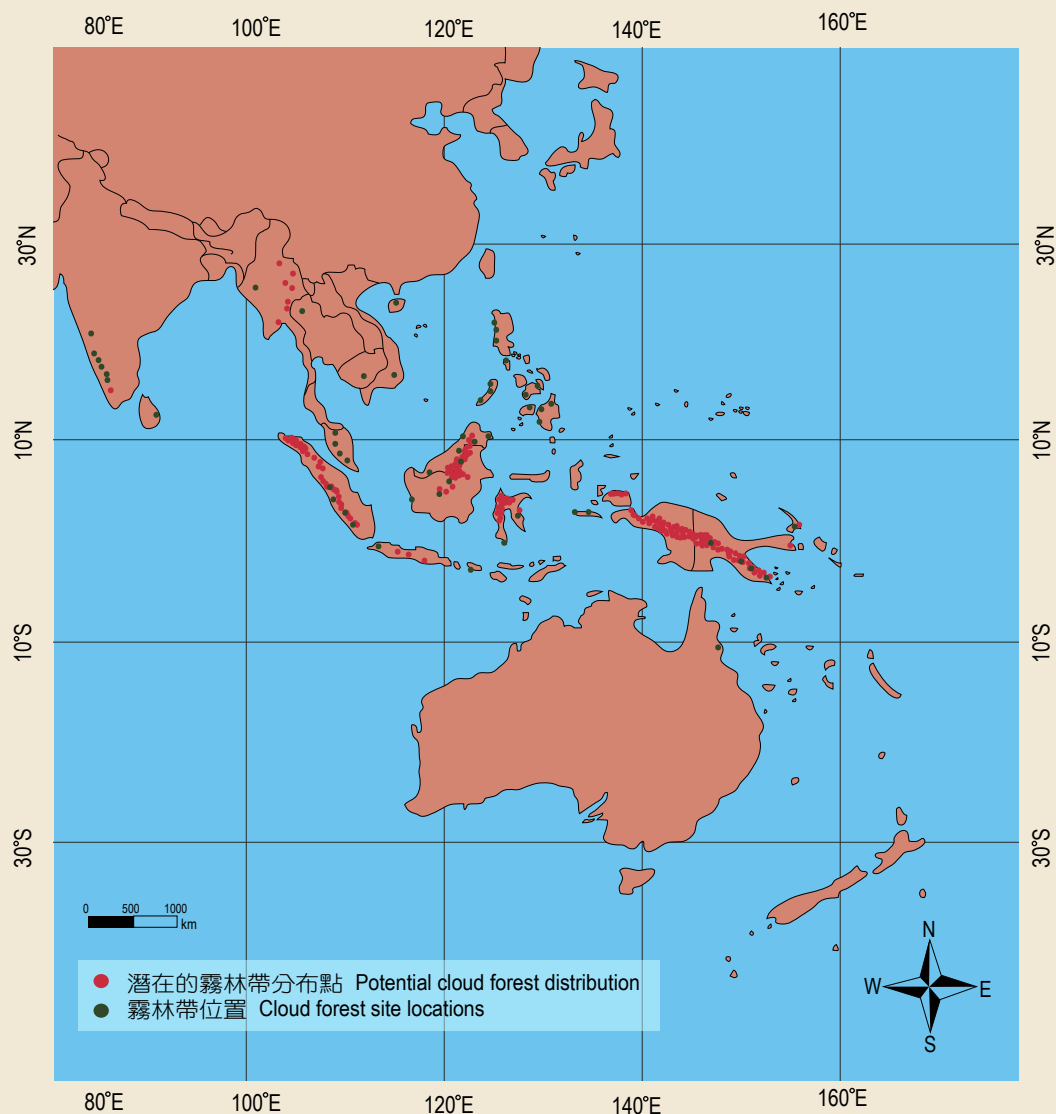 80°E 100°E 120°E 140°E 160°E
30°N 30°N
10°N 10°N
10°S 10°S
30°S 30°S
0 500 1000
km
潛在的霧林帶分布點 Potential cloud forest distribution
霧林帶位置 Cloud forest site locations
N
W E
S
80°E 100°E 120°E 140°E 160°E